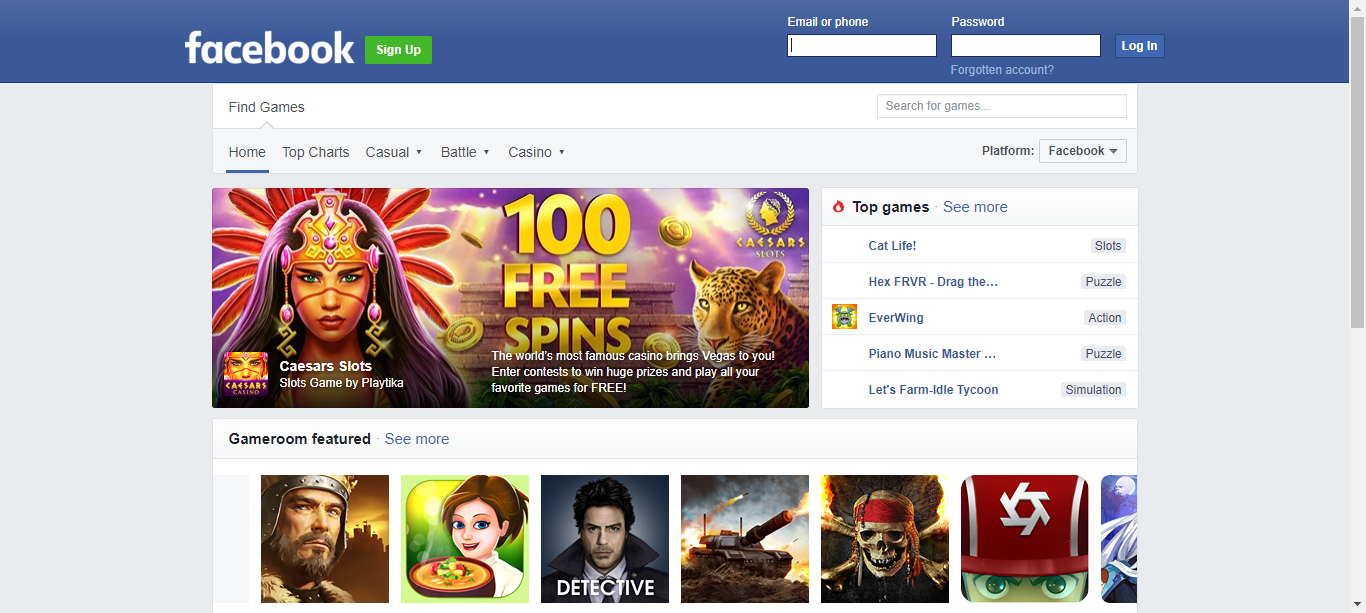 Email or phone
Password
facebook
Sign Up
Log In
Forgotten account?
Find Games
Search for games...
Home
Top Charts
Casual
Battle
Casino
Platform:
Facebook
100
FREE
SPINS
CAESARS
SLOTS
CAESARS
CASINO
Caesars Slots
Slots Game by Playtika
The world's most famous casino brings Vegas to you!
Enter contests to win huge prizes and play all your
favorite games for FREE!
Top games · See more
Cat Life!
Slots
Hex FRVR - Drag the...
Puzzle
EverWing
Action
Piano Music Master ...
Puzzle
Let's Farm-Idle Tycoon
Simulation
Gameroom featured · See more
DETECTIVE